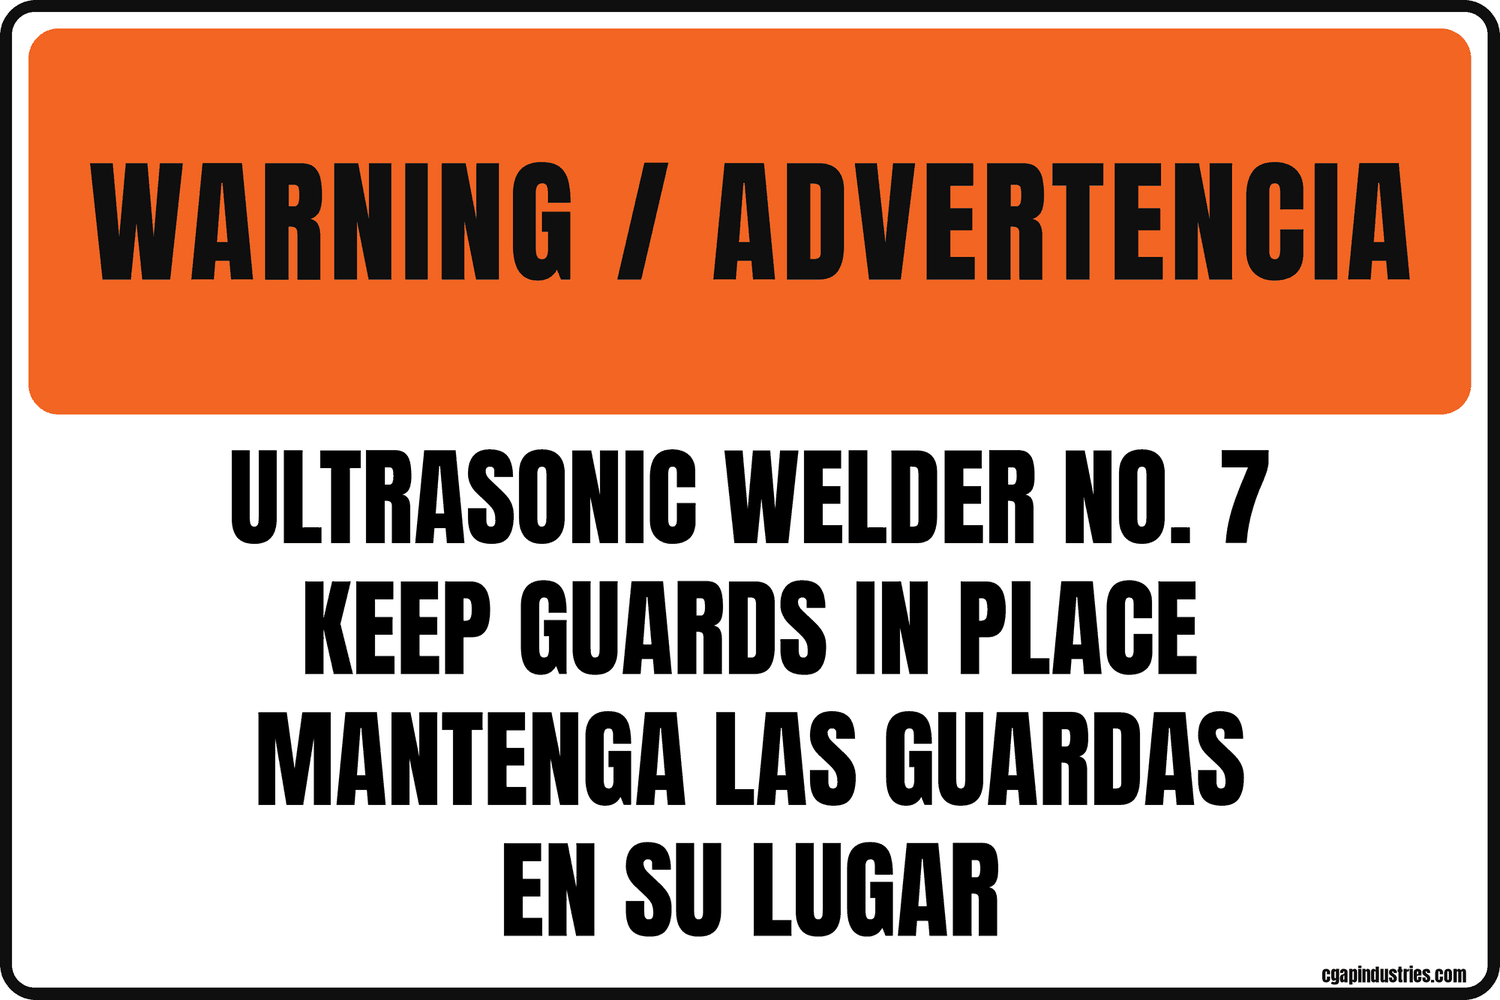 WARNING / ADVERTENCIA
ULTRASONIC WELDER NO. 7
KEEP GUARDS IN PLACE
MANTENGA LAS GUARDAS
EN SU LUGAR
cgapindustries.com